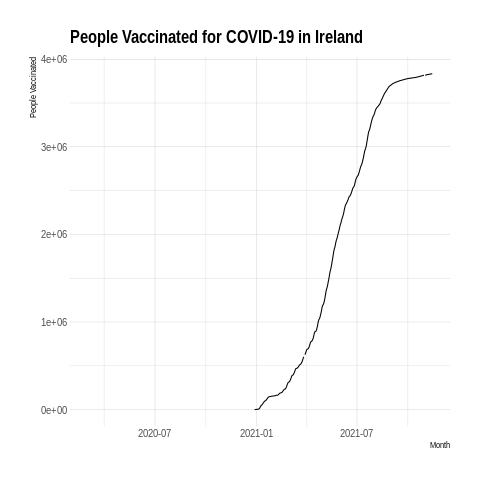 People Vaccinated for COVID-19 in Ireland
People Vaccinated
4e+06
3e+06
2e+06
1e+06
0e+00
2020-07
2021-01
2021-07
Month